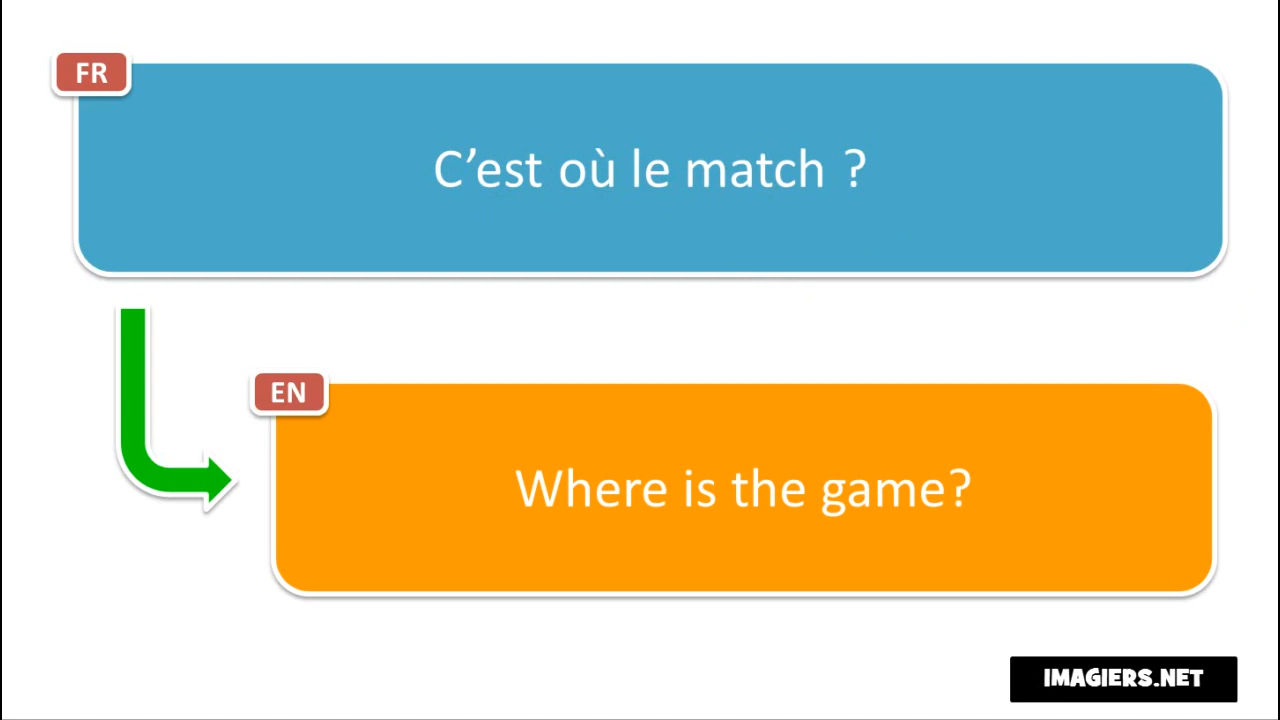 FR
C’est où le match ?
EN
Where is the game?
IMAGIERS.NET